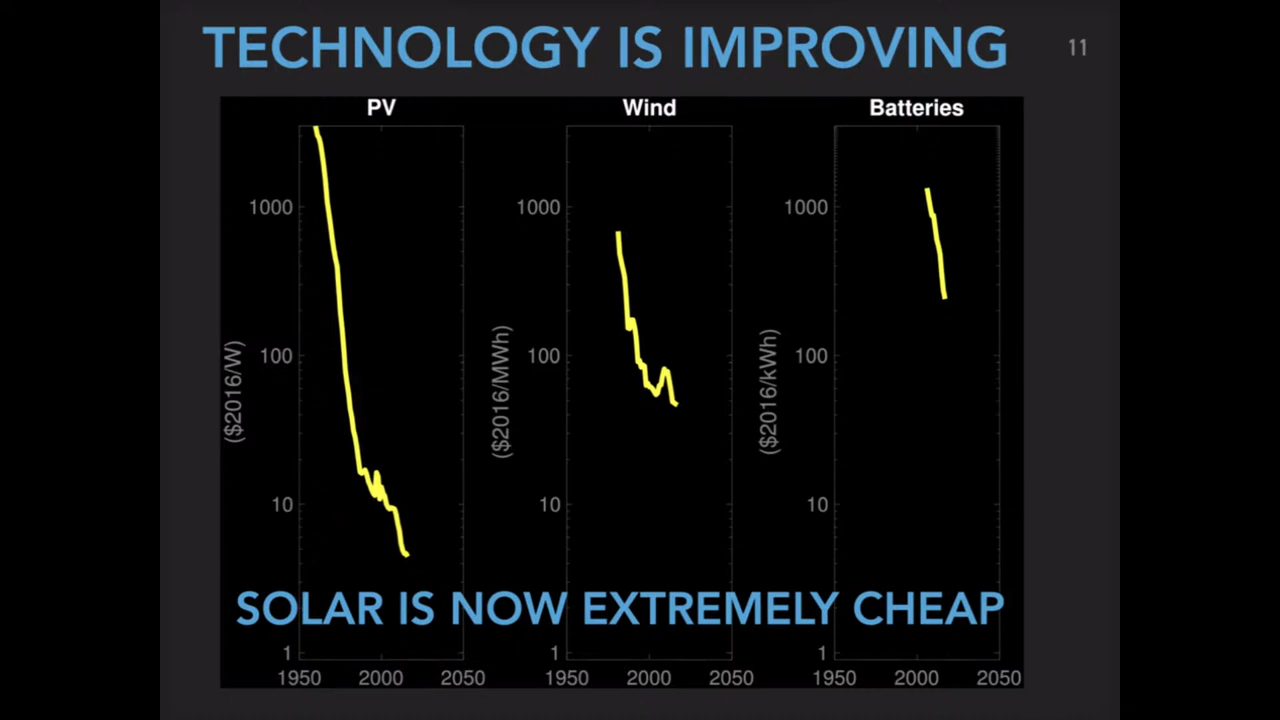 TECHNOLOGY IS IMPROVING
11
PV
Wind
Batteries
1000
100
10
1
($2016/W)
1950 2000 2050
1000
100
10
1
($2016/MWh)
1950 2000 2050
1000
100
10
1
($2016/kWh)
1950 2000 2050
SOLAR IS NOW EXTREMELY CHEAP